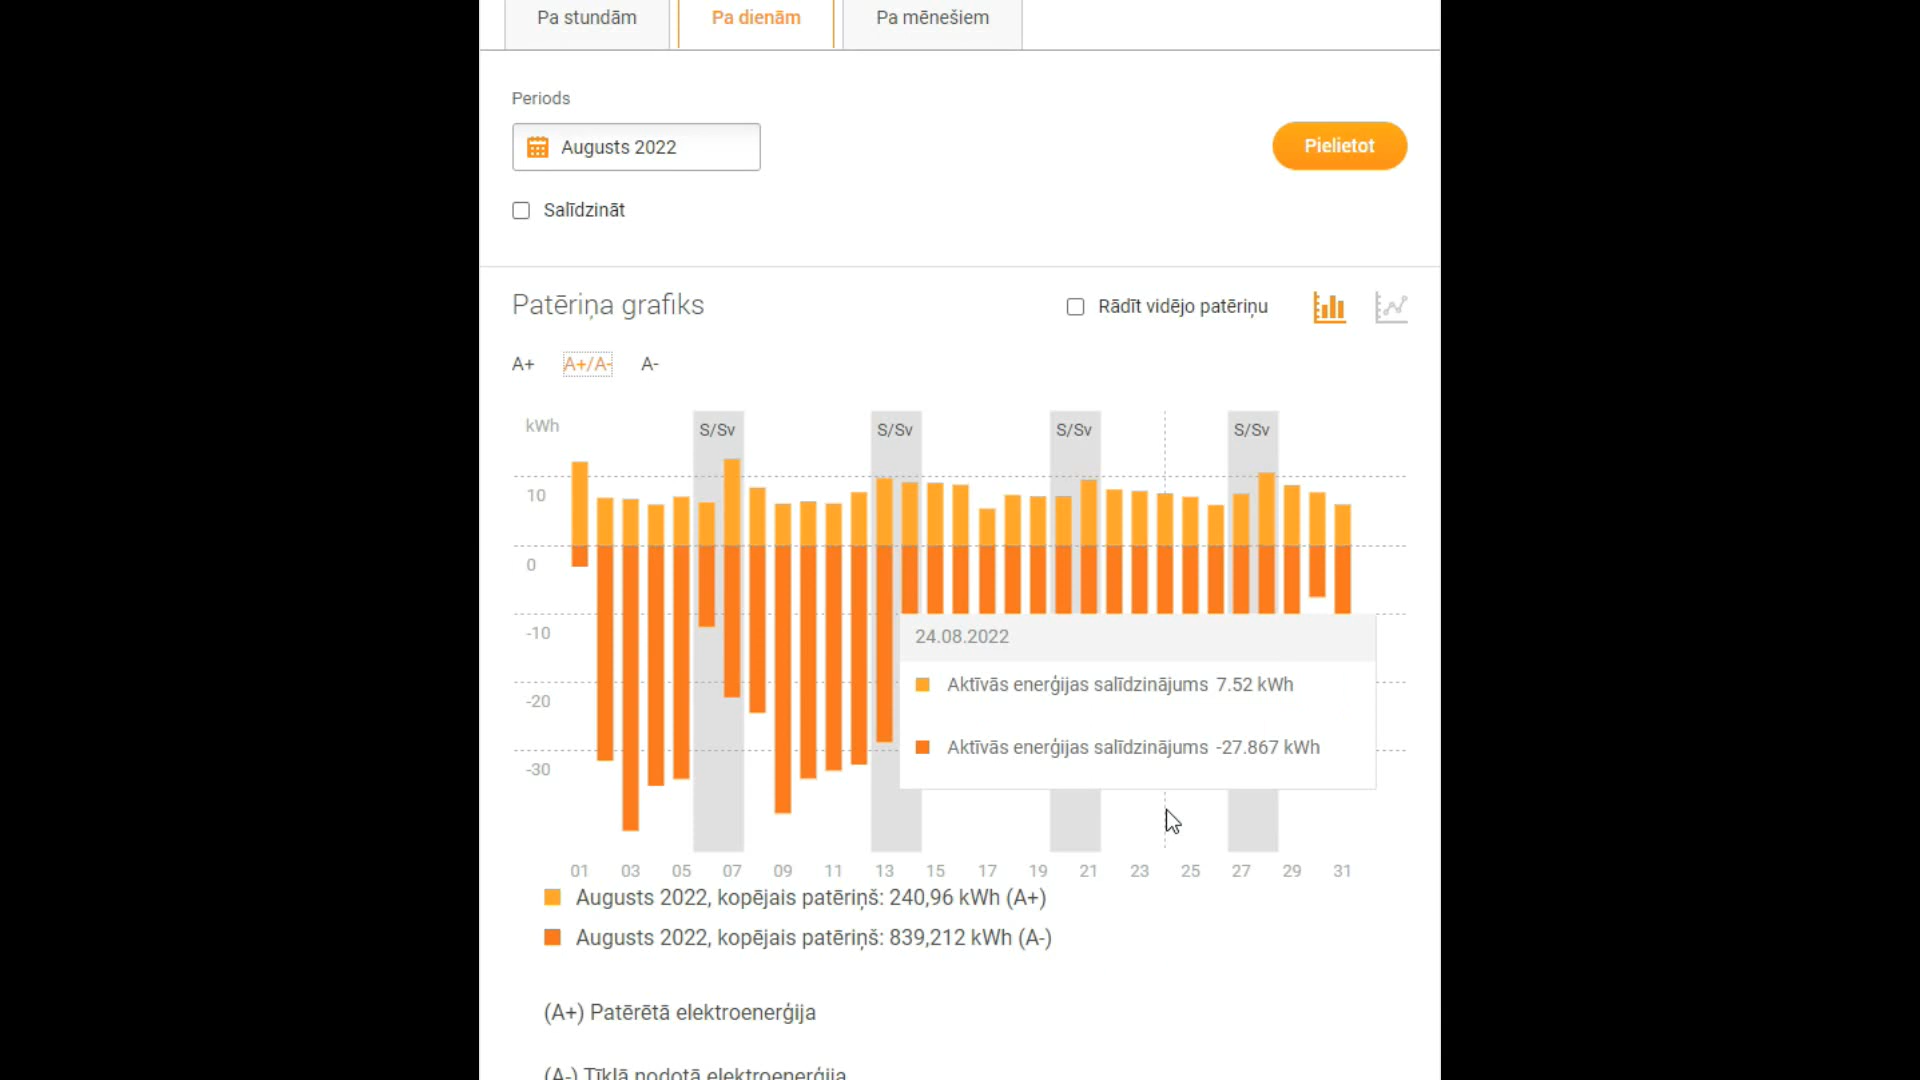 Pa stundām Pa dienām Pa mēnešiem
Periods
Augusts 2022
Pielietot
Salīdzināt
Patēriņa grafiks
Rādīt vidējo patēriņu
A+ A+/A- A-
kWh
S/Sv S/Sv S/Sv S/Sv
10
0
-10
-20
-30
24.08.2022
Aktīvās enerģijas salīdzinājums 7.52 kWh
Aktīvās enerģijas salīdzinājums -27.867 kWh
01 03 05 07 09 11 13 15 17 19 21 23 25 27 29 31
Augusts 2022, kopējais patēriņš: 240,96 kWh (A+)
Augusts 2022, kopējais patēriņš: 839,212 kWh (A-)
(A+) Patērētā elektroenerģija
(A-) Tīklā nodotā elektroenerģija